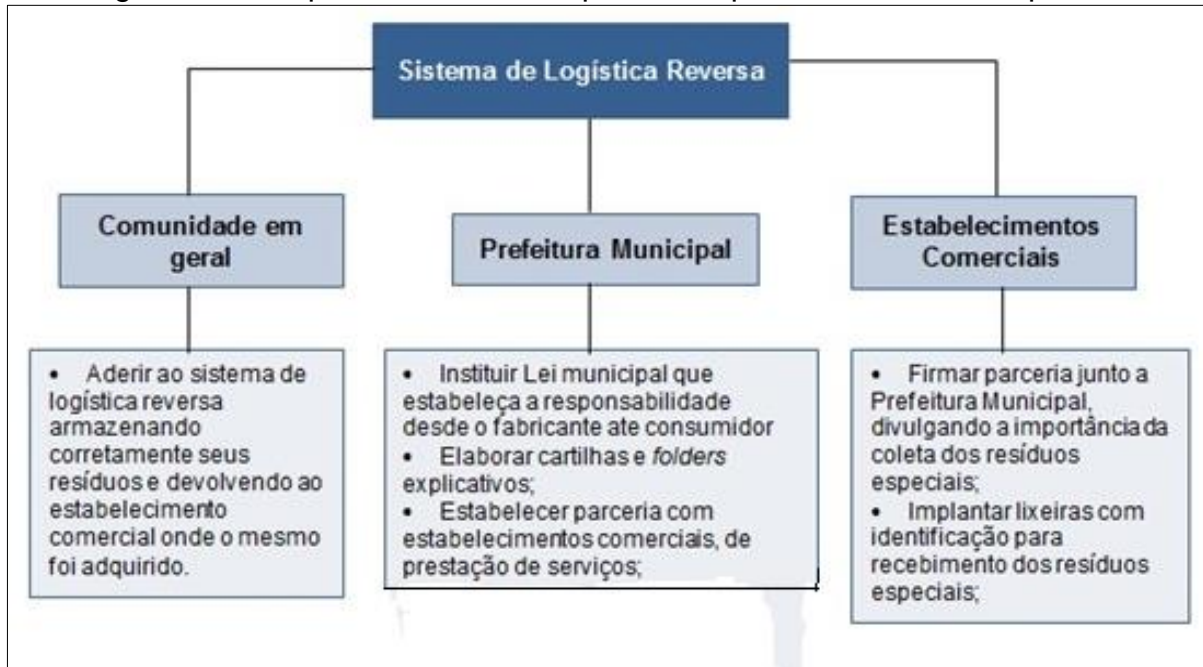 Sistema de Logística Reversa
Comunidade em
geral
Prefeitura Municipal
Estabelecimentos
Comerciais
• Aderir ao sistema de
logística reversa
armazenando
corretamente seus
resíduos e devolvendo ao
estabelecimento
comercial onde o mesmo
foi adquirido.
• Instituir Lei municipal que
estabeleça a responsabilidade
desde o fabricante ate consumidor
• Elaborar cartilhas e folders
explicativos;
• Estabelecer parceria com
estabelecimentos comerciais, de
prestação de serviços;
• Firmar parceria junto a
Prefeitura Municipal,
divulgando a importância da
coleta dos resíduos
especiais;
• Implantar lixeiras com
identificação para
recebimento dos resíduos
especiais;